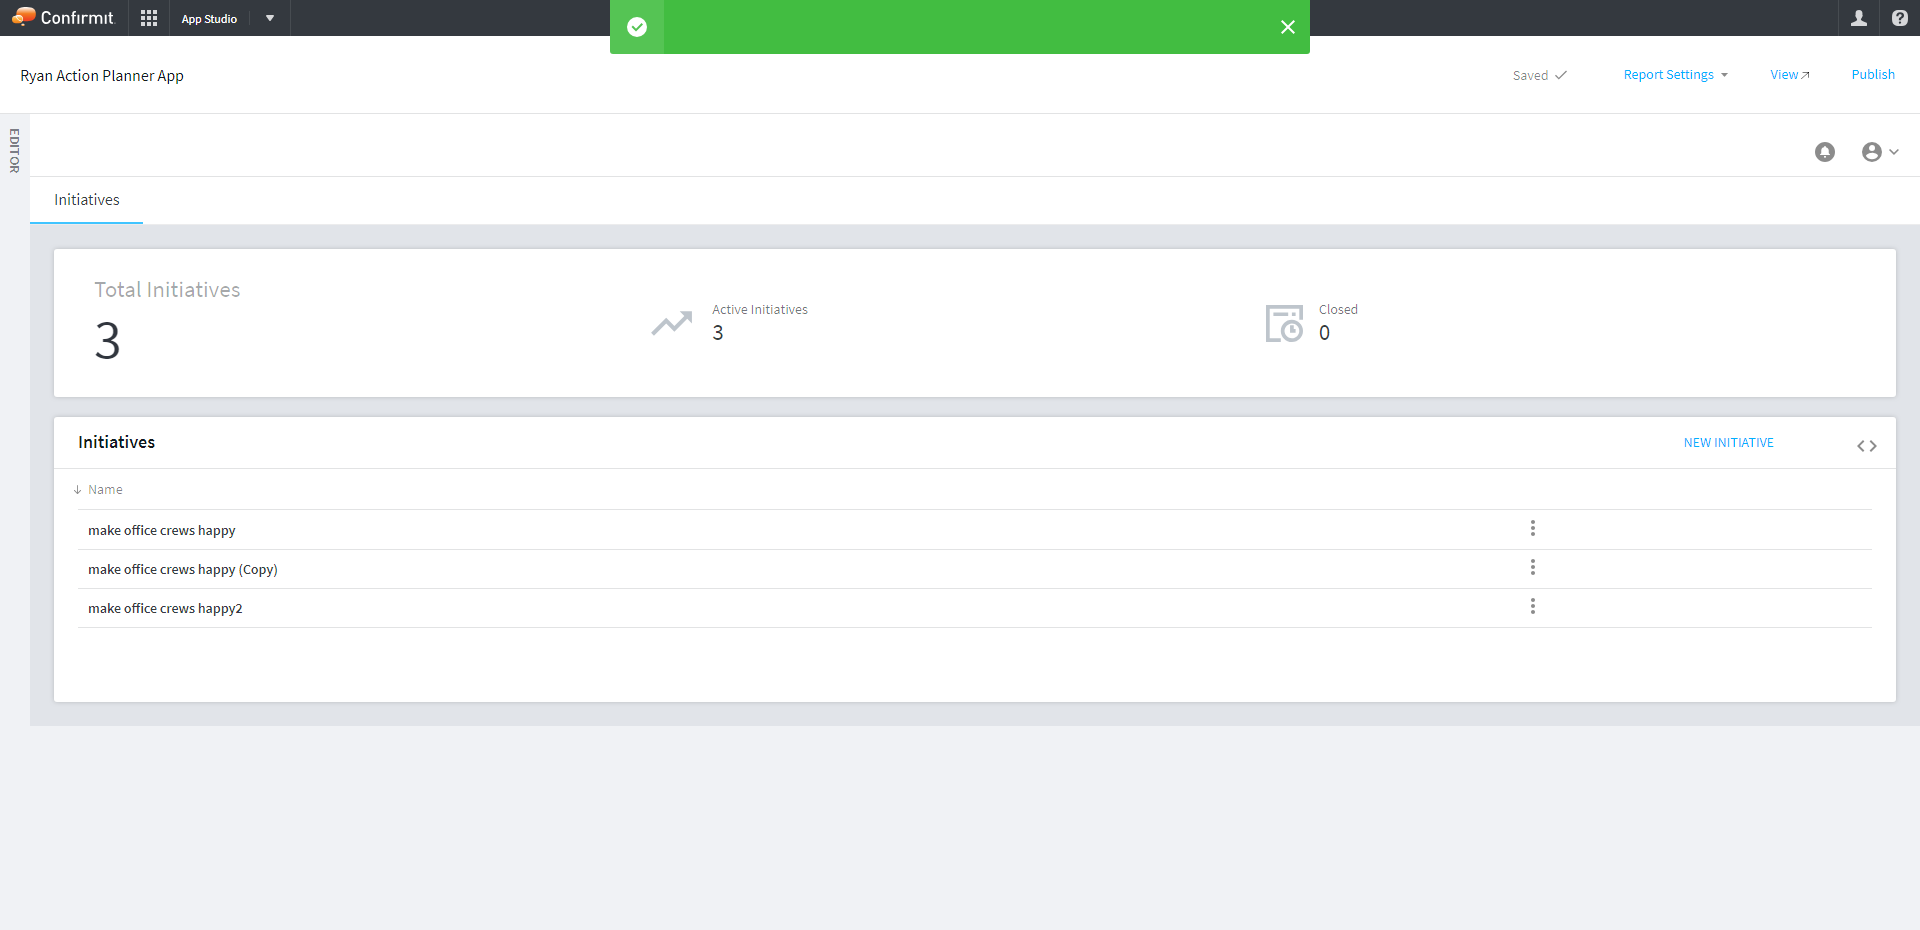 Confirmit
App Studio
Ryan Action Planner App
Saved
Report Settings
View
Publish
EDITOR
Initiatives
Total Initiatives
3
Active Initiatives
3
Closed
0
Initiatives
NEW INITIATIVE
Name
make office crews happy
make office crews happy (Copy)
make office crews happy2